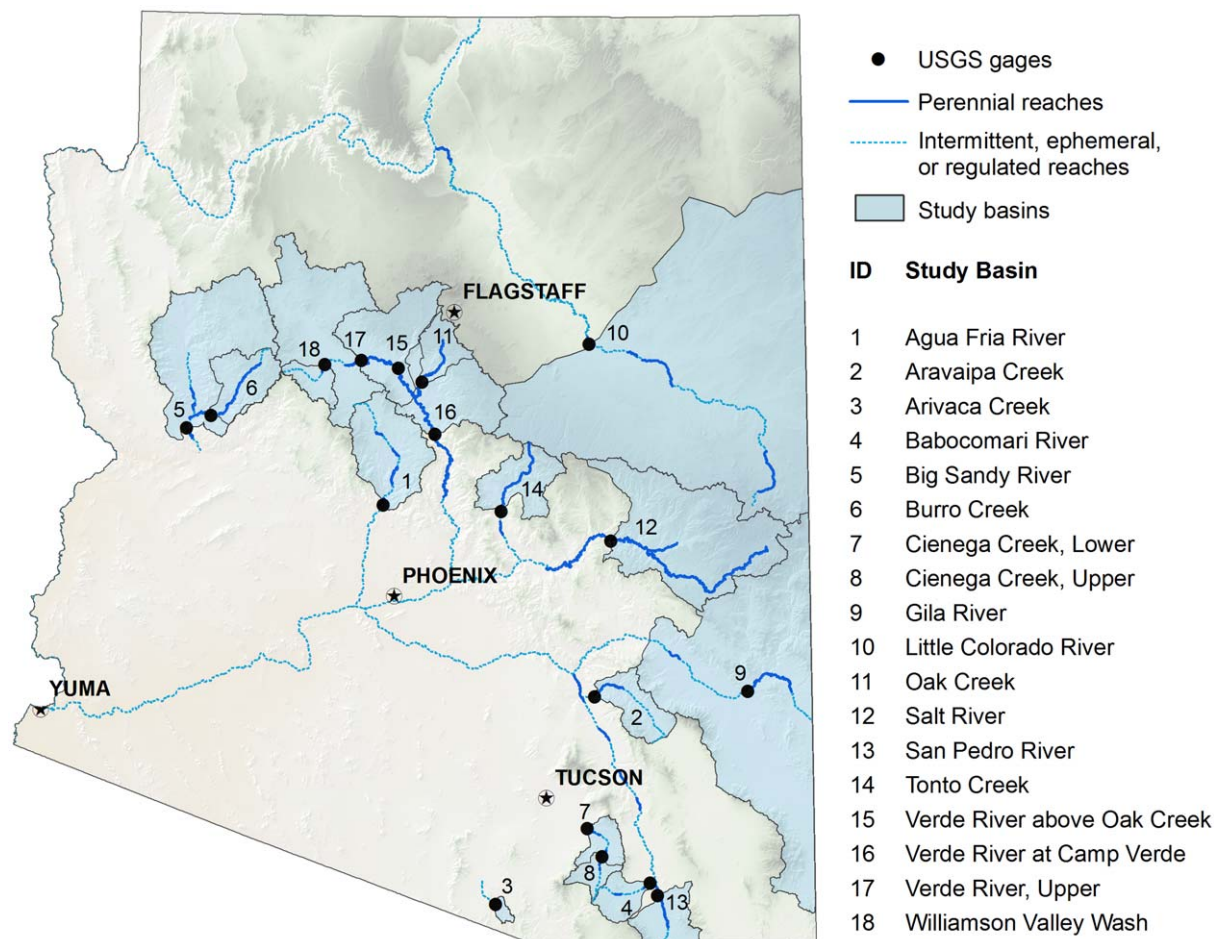 USGS gages
Perennial reaches
Intermittent, ephemeral,
or regulated reaches
Study basins
ID Study Basin
1 Agua Fria River
2 Aravaipa Creek
3 Arivaca Creek
4 Babocomari River
5 Big Sandy River
6 Burro Creek
7 Cienega Creek, Lower
8 Cienega Creek, Upper
9 Gila River
10 Little Colorado River
11 Oak Creek
12 Salt River
13 San Pedro River
14 Tonto Creek
15 Verde River above Oak Creek
16 Verde River at Camp Verde
17 Verde River, Upper
18 Williamson Valley Wash
FLAGSTAFF
10
11
15
17
18
6
5
16
1
14
12
PHOENIX
9
YUMA
2
TUCSON
7
8
3
4
13